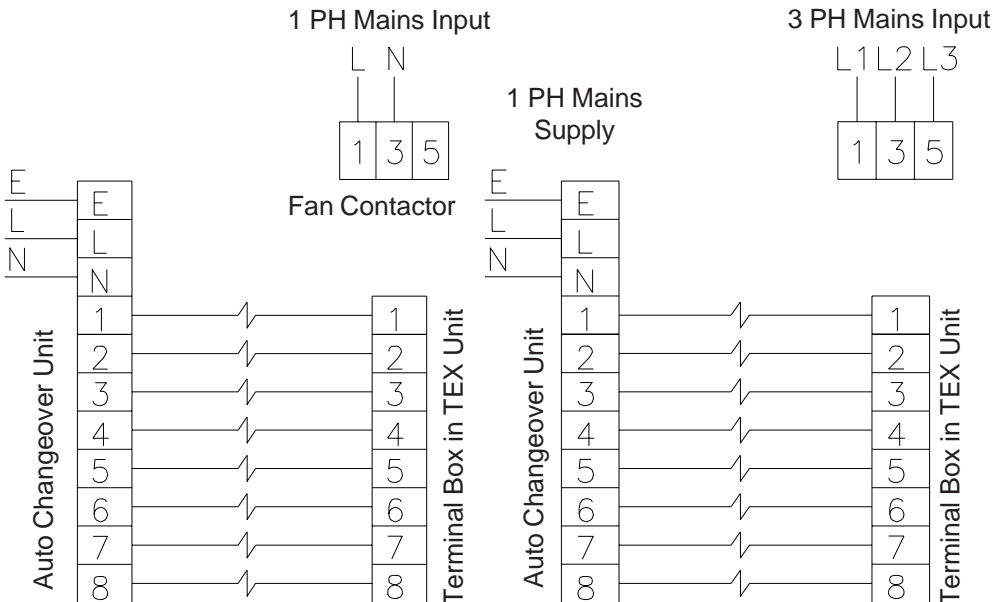 1 PH Mains Input
L N
1 3 5
Fan Contactor
E
L
N
E
L
N
1
2
3
4
5
6
7
8
Auto Changeover Unit
1
2
3
4
5
6
7
8
Terminal Box in TEX Unit
3 PH Mains Input
L1 L2 L3
1 3 5
1 PH Mains
Supply
E
L
N
E
L
N
1
2
3
4
5
6
7
8
Auto Changeover Unit
1
2
3
4
5
6
7
8
Terminal Box in TEX Unit